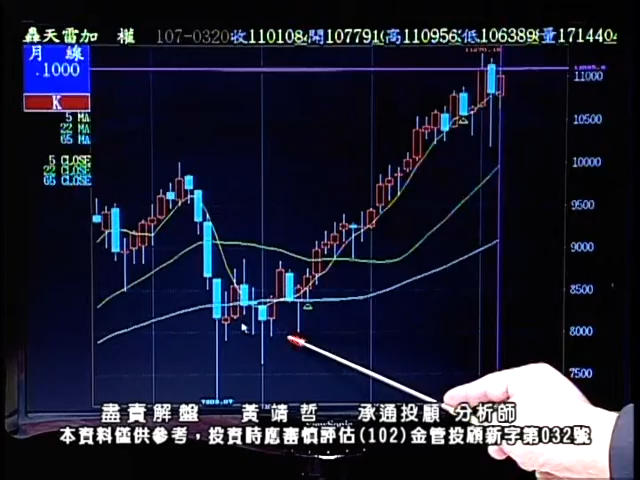 轟天雷加 權 107-0320收110108開107791高110956低106389量171440
月 線
.1000
K
5 MA
22 MA
65 MA
5 CLOSE
22 CLOSE
65 CLOSE
11270.18
11000
10500
10000
9500
9000
8500
8000
7500
盡責解盤 黃靖哲 承通投顧 分析師
本資料僅供參考，投資時應審慎評估(102)金管投顧新字第032號